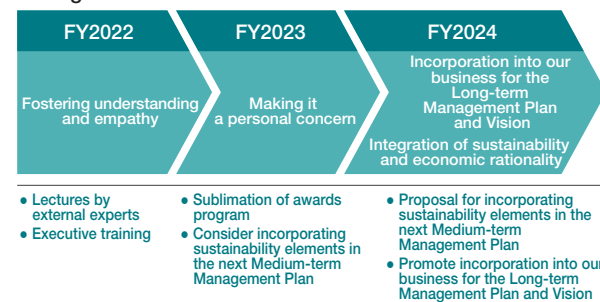 FY2022
FY2023
FY2024
Fostering understanding
and empathy
Making it
a personal concern
Incorporation into our
business for the
Long-term
Management Plan
and Vision
Integration of sustainability
and economic rationality
● Lectures by
external experts
● Executive training
● Sublimation of awards
program
● Consider incorporating
sustainability elements in
the next Medium-term
Management Plan
● Proposal for incorporating
sustainability elements in the
next Medium-term
Management Plan
● Promote incorporation into our
business for the Long-term
Management Plan and Vision